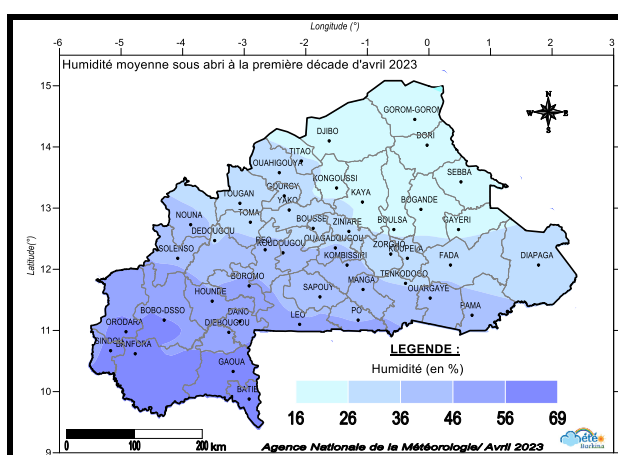 Longitude (°)
-6 -5 -4 -3 -2 -1 0 1 2 3
Humidité moyenne sous abri à la première décade d'avril 2023
15
14
13
12
11
10
9
Latitude(°)
N
W E
S
GOROM-GOROM
DJIBO
DORI
TITAO
OUAHIGOUYA
KONGOUSSI
SEBBA
GOURCY
KAYA
TOUGAN
YAKO
BOGANDE
NOUNA
TOMA
BOUSSE
ZINIARE
BOULSA
GAYERI
DEDOUGOU
REO
KOUDOUGOU
OUAGADOUGOU
ZORGHO
KOUPELA
SOLENSO
KOMBISSIRI
FADA
DIAPAGA
BOROMO
TENKODOGO
HOUNDE
SAPOUY
MANGA
OUARGAYE
BOBO-DSSO
DANO
LEO
PO
PAMA
ORODARA
DIEBOUGOU
SINDOU
BANFORA
GAOUA
BATIE
LEGENDE :
Humidité (en %)
16 26 36 46 56 69
0 100 200 km
Agence Nationale de la Météorologie/ Avril 2023
météo
Burkina